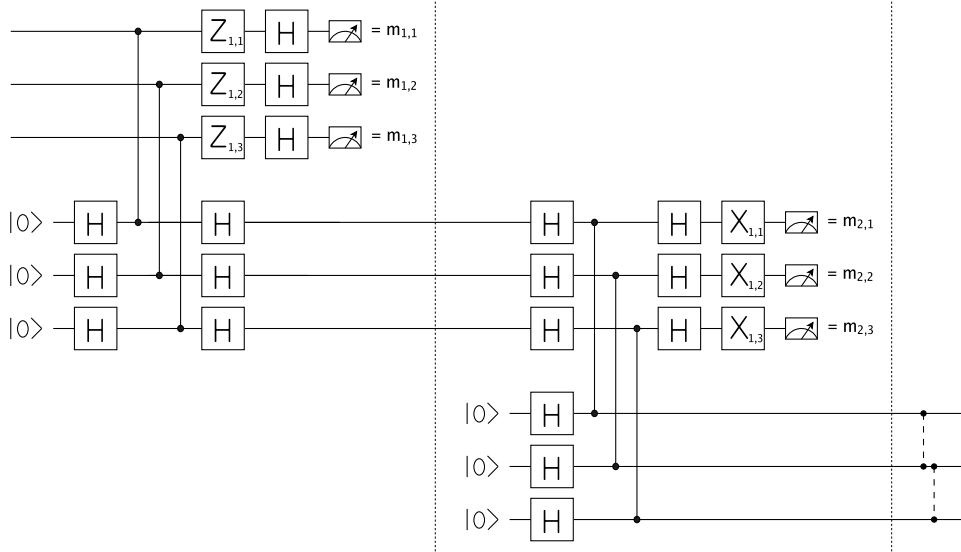 Z1,1 H = m1,1
Z1,2 H = m1,2
Z1,3 H = m1,3
|0> H H H H X1,1 = m2,1
|0> H H H H X1,2 = m2,2
|0> H H H H X1,3 = m2,3
|0> H
|0> H
|0> H